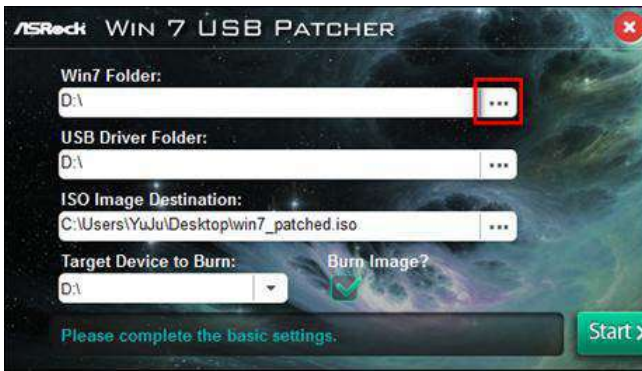 ASRock WIN 7 USB PATCHER
Win7 Folder:
D:\
USB Driver Folder:
D:\
ISO Image Destination:
C:\Users\YuJu\Desktop\win7_patched.iso
Target Device to Burn: Burn Image?
D:\
Please complete the basic settings.
Start